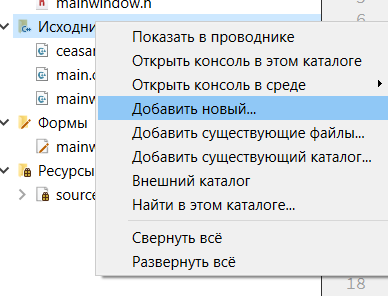 mainwindow.h
Исходни
ceasar
main.c
mainw
Формы
mainw
Ресурсы
source
Показать в проводнике
Открыть консоль в этом каталоге
Открыть консоль в среде
Добавить новый...
Добавить существующие файлы...
Добавить существующий каталог...
Внешний каталог
Найти в этом каталоге...
Свернуть всё
Развернуть всё
5
6
18